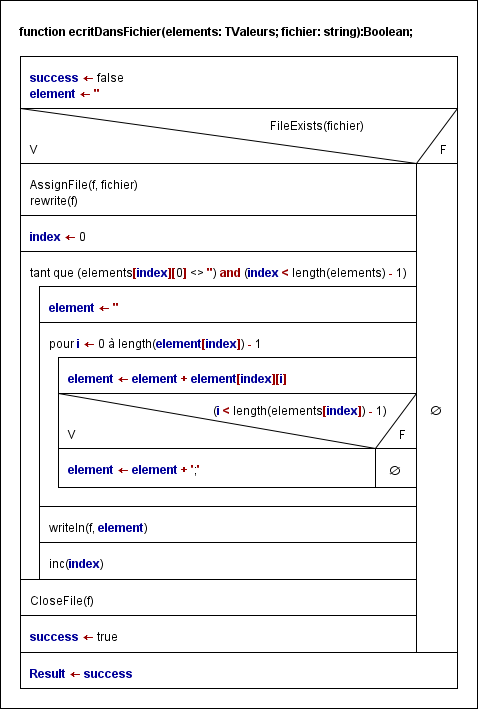 function ecritDansFichier(elements: TValeurs; fichier: string):Boolean;
success ← false
element ← ''
FileExists(fichier)
V
F
AssignFile(f, fichier)
rewrite(f)
index ← 0
tant que (elements[index][0] <> '') and (index < length(elements) - 1)
element ← ''
pour i ← 0 à length(element[index]) - 1
element ← element + element[index][i]
(i < length(elements[index]) - 1)
V
F
element ← element + ';'
∅
∅
writeln(f, element)
inc(index)
CloseFile(f)
success ← true
Result ← success